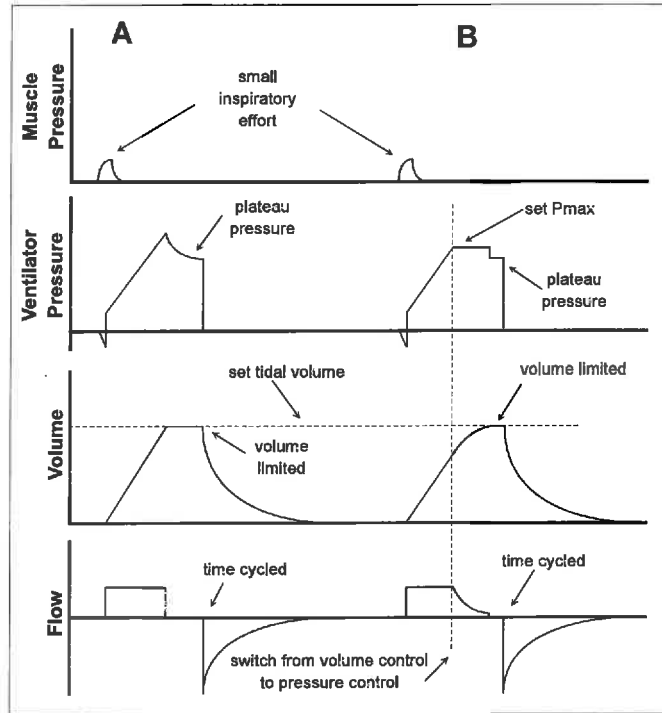 A
B
Muscle
Pressure
small
inspiratory
effort
Ventilator
Pressure
plateau
pressure
set Pmax
plateau
pressure
Volume
set tidal volume
volume limited
volume
limited
Flow
time cycled
time cycled
switch from volume control
to pressure control